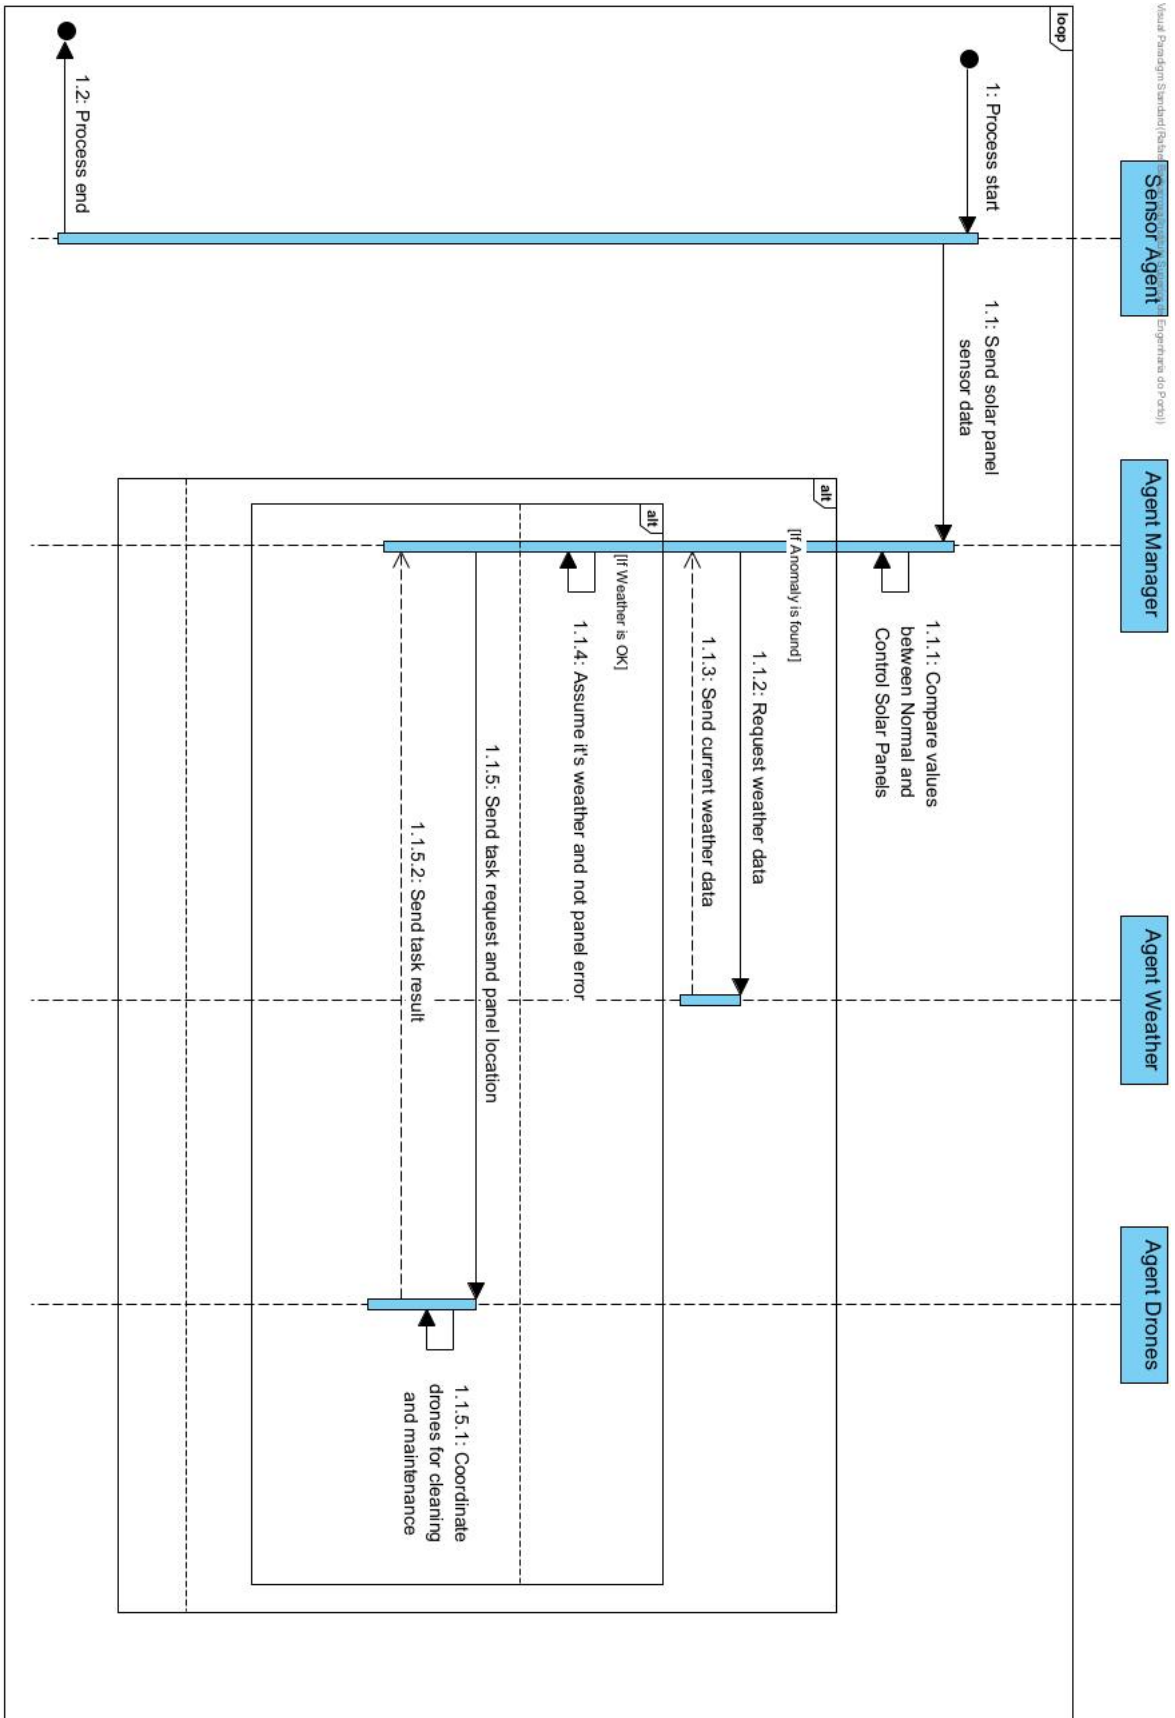 Sensor Agent
Agent Manager
Agent Weather
Agent Drones
loop
1: Process start
1.1: Send solar panel
sensor data
1.1.1: Compare values
between Normal and
Control Solar Panels
alt
[If Anomaly is found]
1.1.2: Request weather data
1.1.3: Send current weather data
alt
[If Weather is OK]
1.1.4: Assume it's weather and not panel error
1.1.5: Send task request and panel location
1.1.5.1: Coordinate
drones for cleaning
and maintenance
1.1.5.2: Send task result
1.2: Process end
Visual Paradigm Standard( Engenharia do Porto))